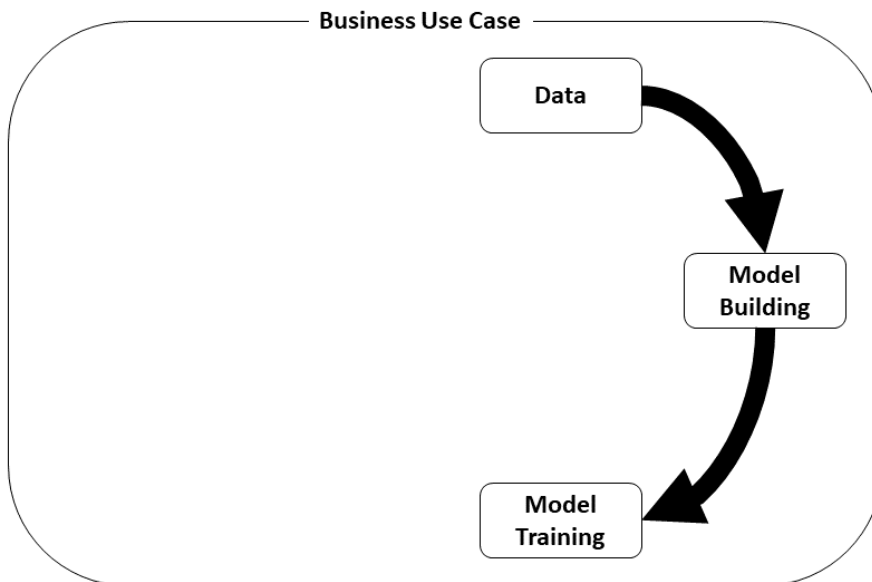 Business Use Case
Data
Model
Building
Model
Training